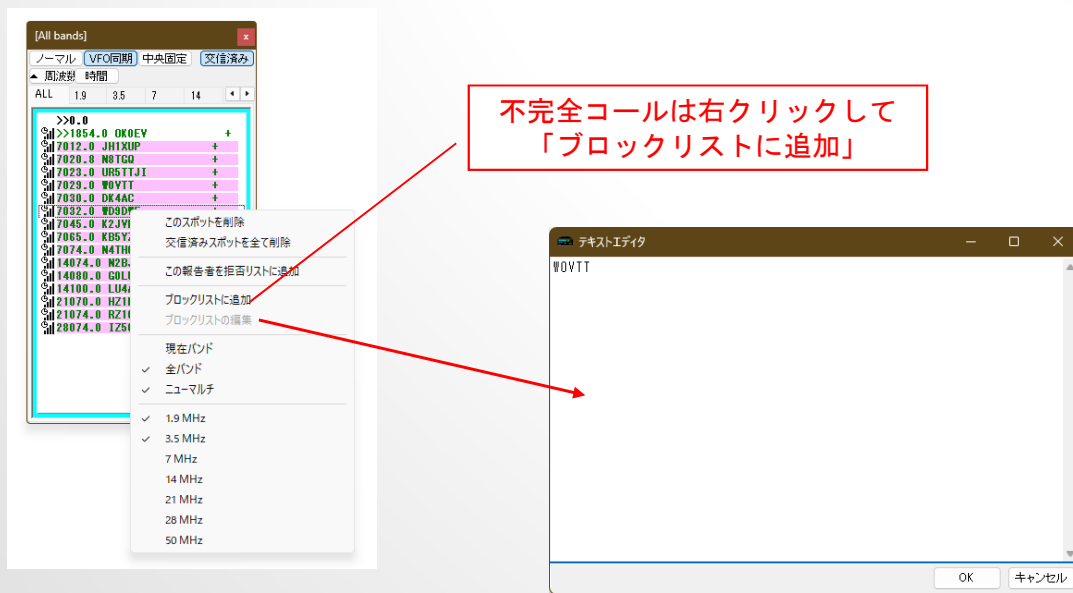 [All bands]
x
ノーマル VFO同期 中央固定 交信済み
周波数 時間
ALL 1.9 3.5 7 14
>>0.0
>>1854.0 OK0EV +
7012.0 JH1XUP +
7020.8 N8TGQ +
7023.0 UR5TTJI +
7029.0 W0VTT +
7030.0 DK4AC +
7032.0
7045.0
7065.0
7074.0
14074.0
14080.0
14100.0
21070.0
21074.0
28074.0
このスポットを削除
交信済みスポットを全て削除
この報告者を拒否リストに追加
ブロックリストに追加
ブロックリストの編集
現在バンド
全バンド
ニューマルチ
1.9 MHz
3.5 MHz
7 MHz
14 MHz
21 MHz
28 MHz
50 MHz
不完全コールは右クリックして
「ブロックリストに追加」
テキストエディタ
W0VTT
OK キャンセル